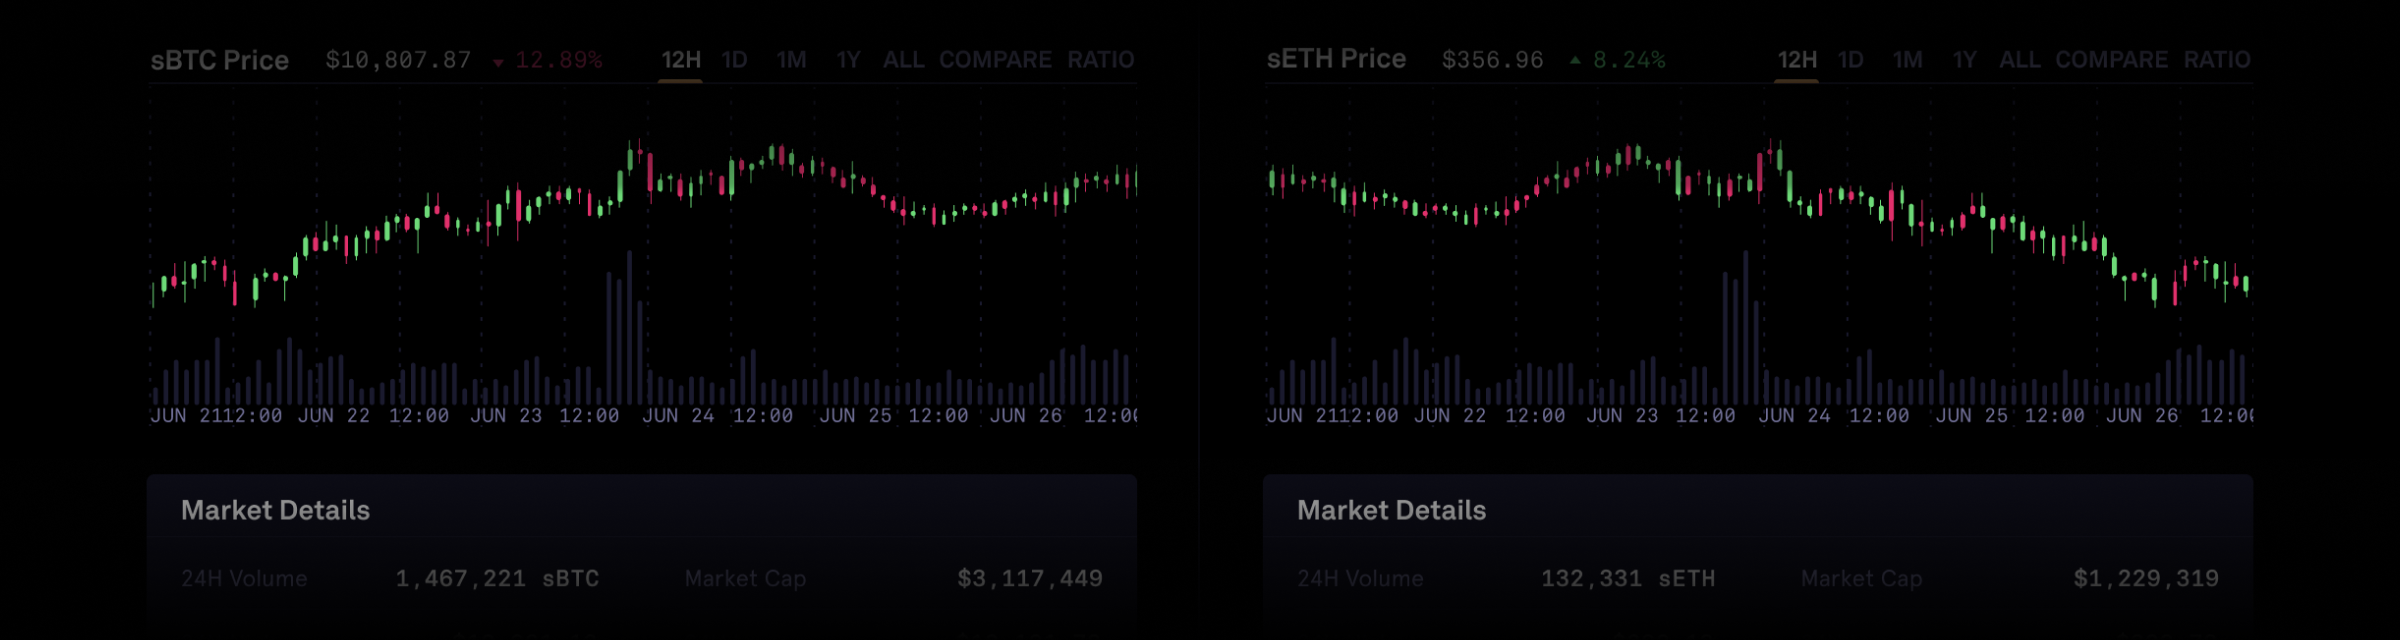 sBTC Price $10,807.87 ▼ 12.89% 12H 1D 1M 1Y ALL COMPARE RATIO
JUN 21 12:00 JUN 22 12:00 JUN 23 12:00 JUN 24 12:00 JUN 25 12:00 JUN 26 12:00
Market Details
24H Volume 1,467,221 sBTC Market Cap $3,117,449
sETH Price $356.96 ▲ 8.24% 12H 1D 1M 1Y ALL COMPARE RATIO
JUN 21 12:00 JUN 22 12:00 JUN 23 12:00 JUN 24 12:00 JUN 25 12:00 JUN 26 12:00
Market Details
24H Volume 132,331 sETH Market Cap $1,229,319